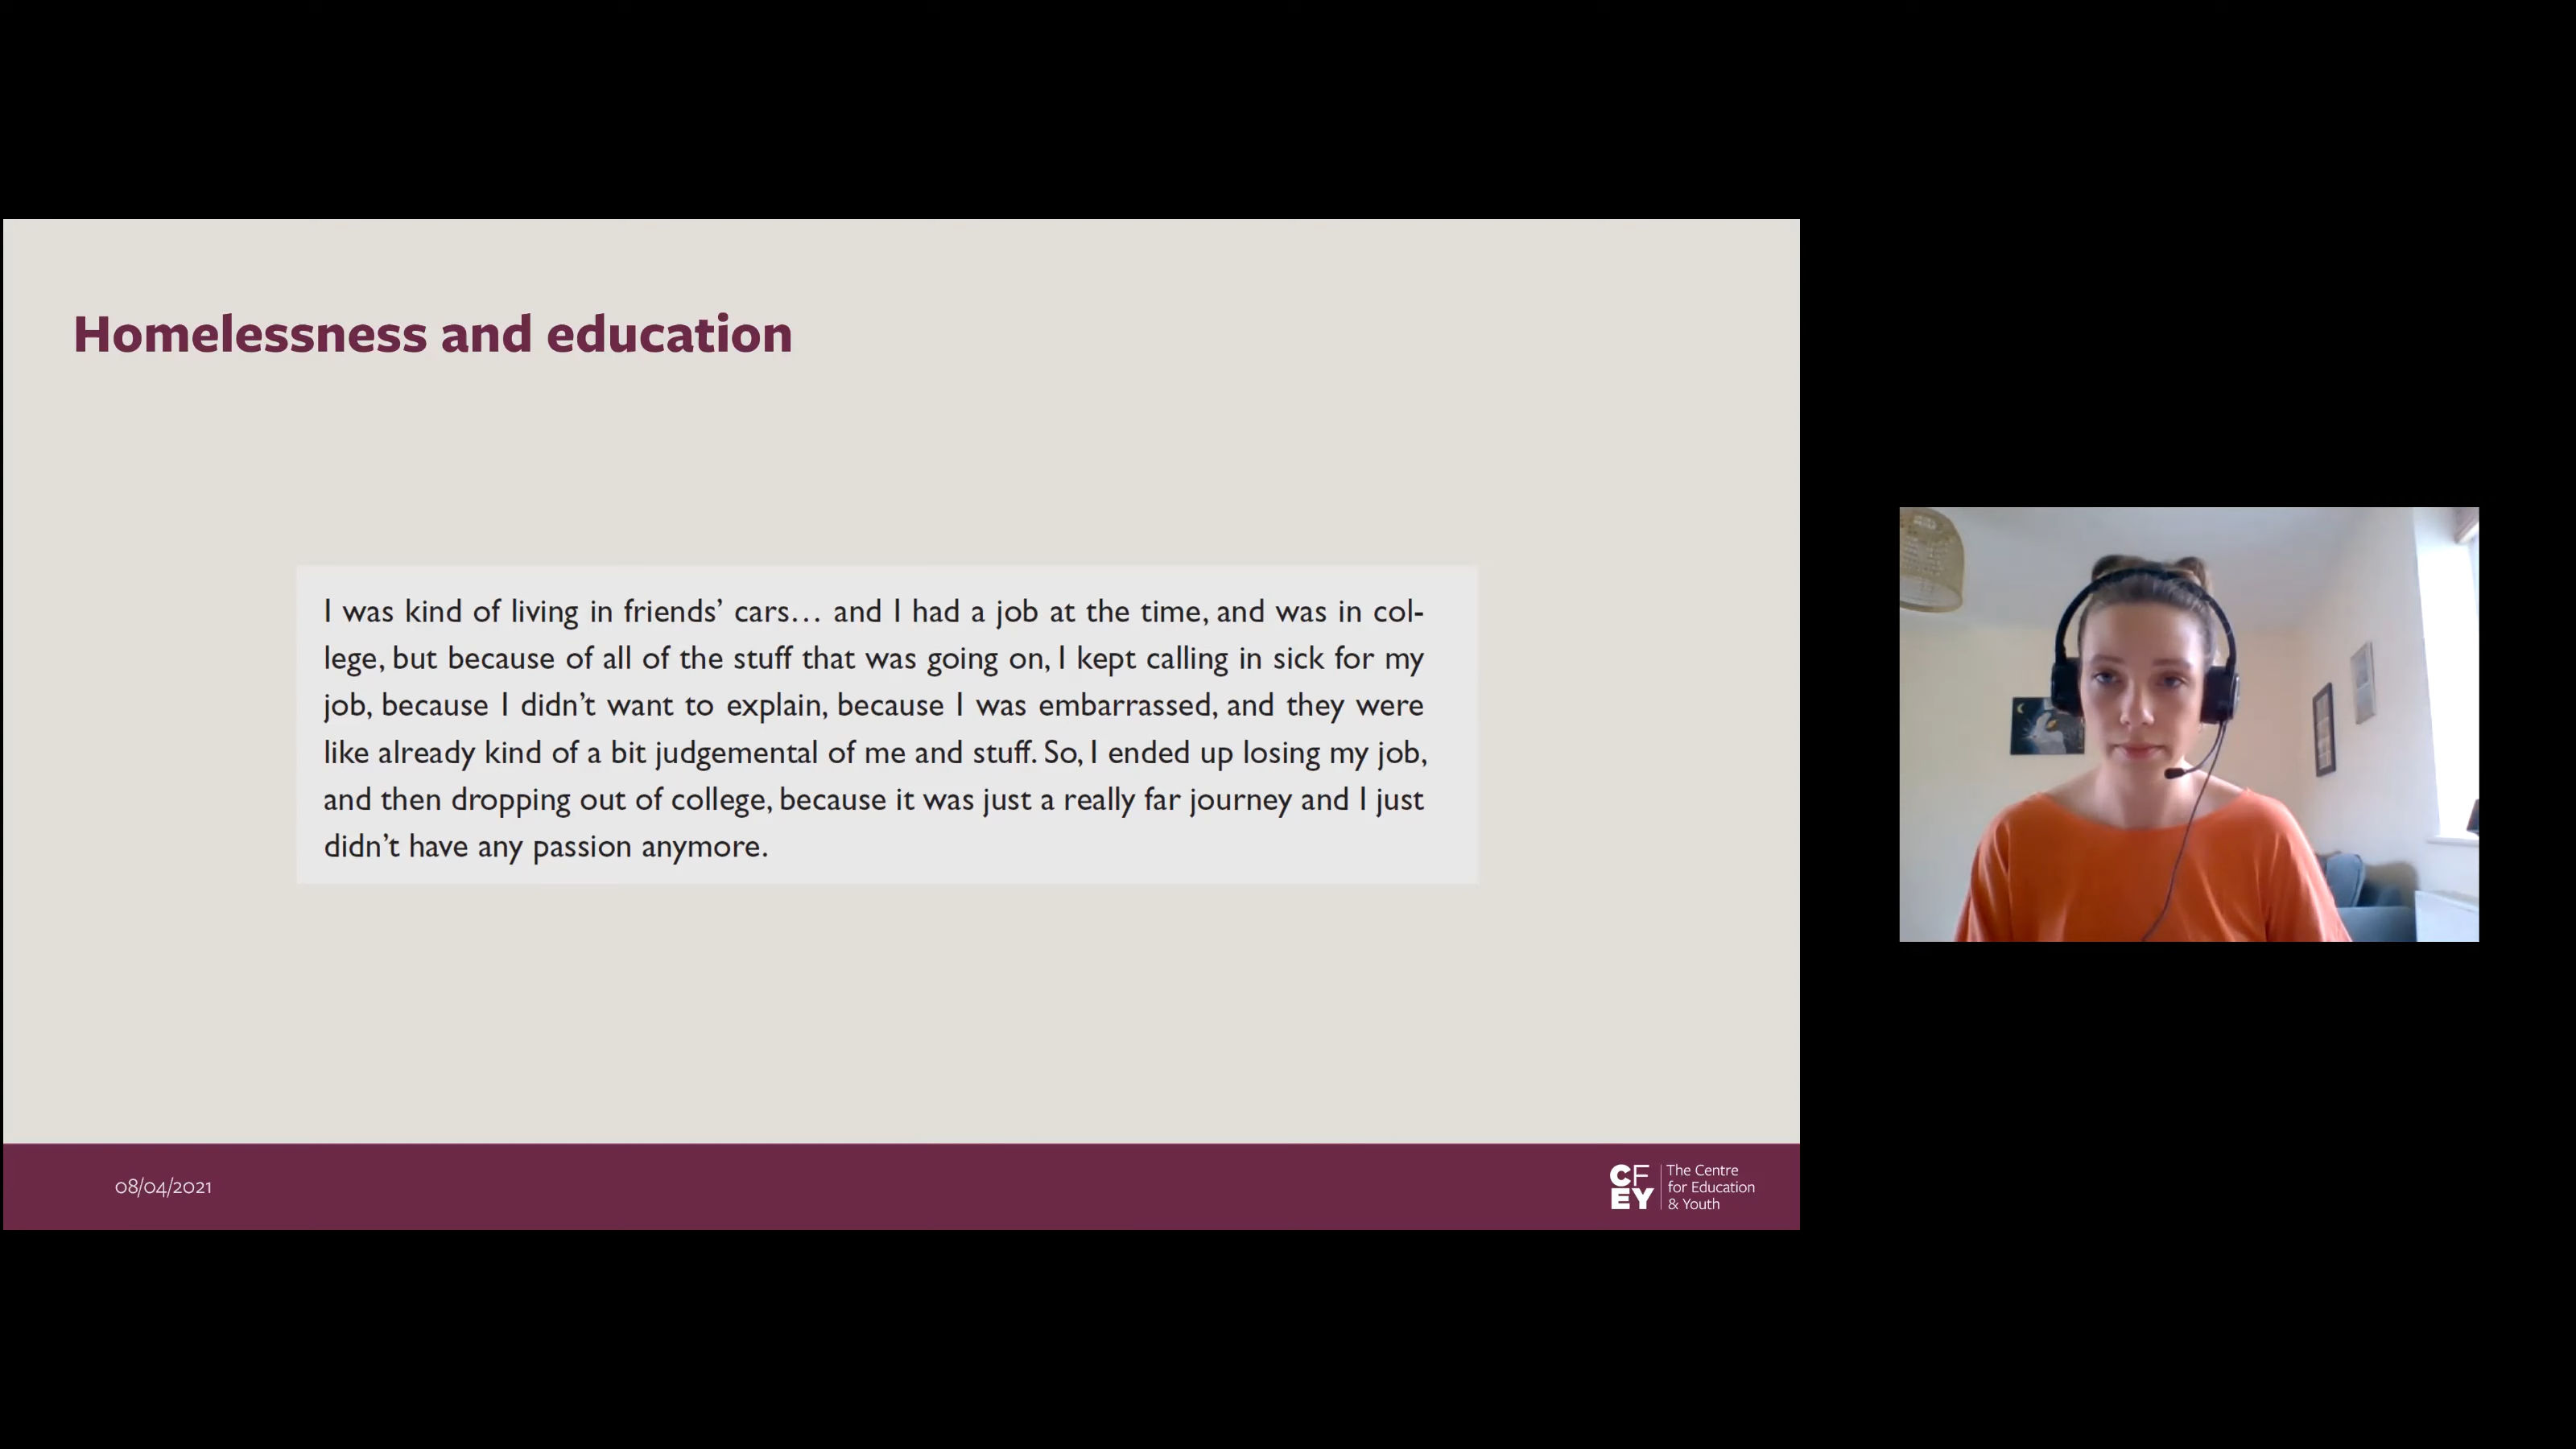 Homelessness and education
I was kind of living in friends’ cars… and I had a job at the time, and was in col-
lege, but because of all of the stuff that was going on, I kept calling in sick for my
job, because I didn’t want to explain, because I was embarrassed, and they were
like already kind of a bit judgemental of me and stuff. So, I ended up losing my job,
and then dropping out of college, because it was just a really far journey and I just
didn’t have any passion anymore.
08/04/2021
CF
EY
The Centre
for Education
& Youth